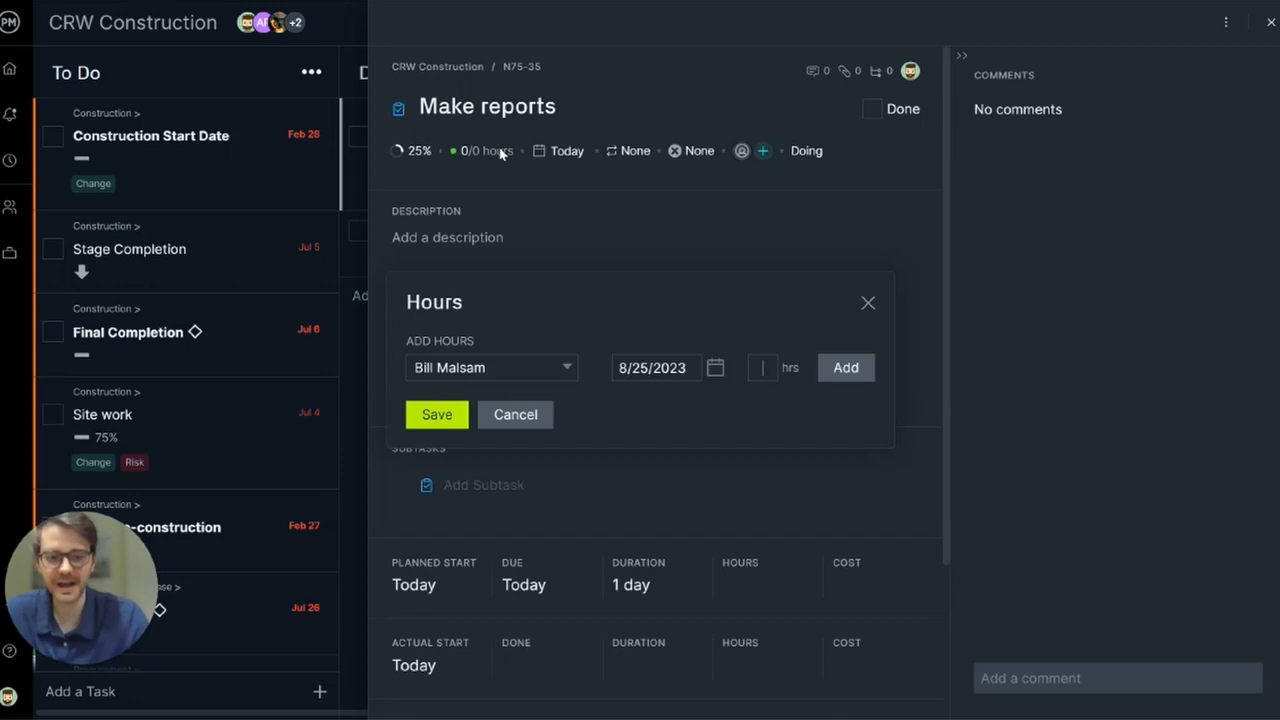 PM
CRW Construction
AF
+2
To Do
•••
D
Construction >
Construction Start Date
Feb 28
Change
Construction >
Stage Completion
Jul 5
Construction >
Final Completion
Jul 6
Construction >
Site work
Jul 4
75%
Change
Risk
Construction >
-construction
Feb 27
ase >
Jul 26
Add a Task
+
Ad
CRW Construction / N75-35
0
0
0
Make reports
Done
25%
0/0 hours
Today
None
None
Doing
DESCRIPTION
Add a description
Hours
ADD HOURS
Bill Malsam
8/25/2023
hrs
Add
Save
Cancel
SUBTASKS
Add Subtask
PLANNED START
DUE
DURATION
HOURS
COST
Today
Today
1 day
ACTUAL START
DONE
DURATION
HOURS
COST
Today
COMMENTS
No comments
Add a comment